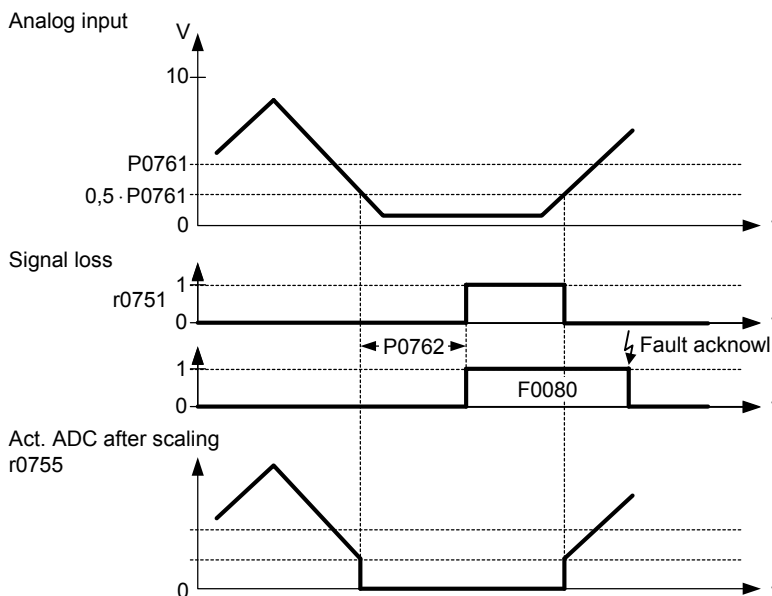 Analog input
V
10
P0761
0,5 · P0761
0
Signal loss
1
r0751
0
P0762
Fault acknowl
1
F0080
0
Act. ADC after scaling
r0755
0